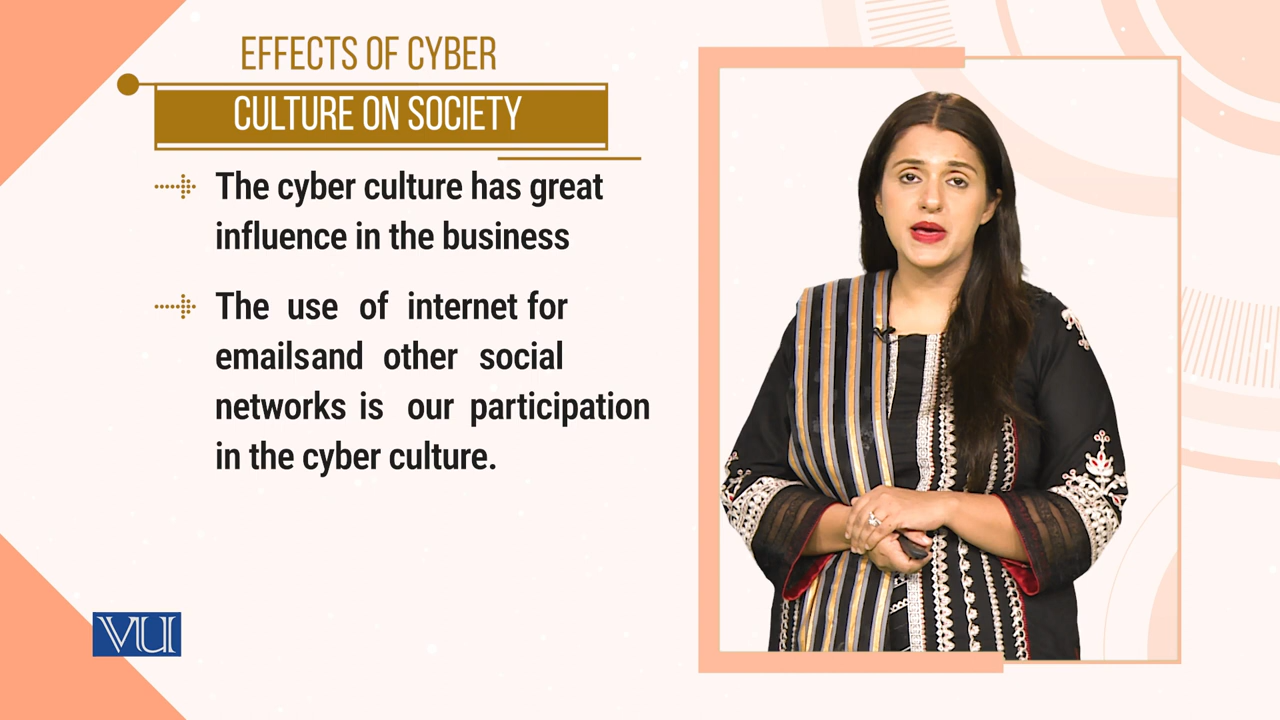 EFFECTS OF CYBER
CULTURE ON SOCIETY
The cyber culture has great
influence in the business
The use of internet for
emailsand other social
networks is our participation
in the cyber culture.
VU